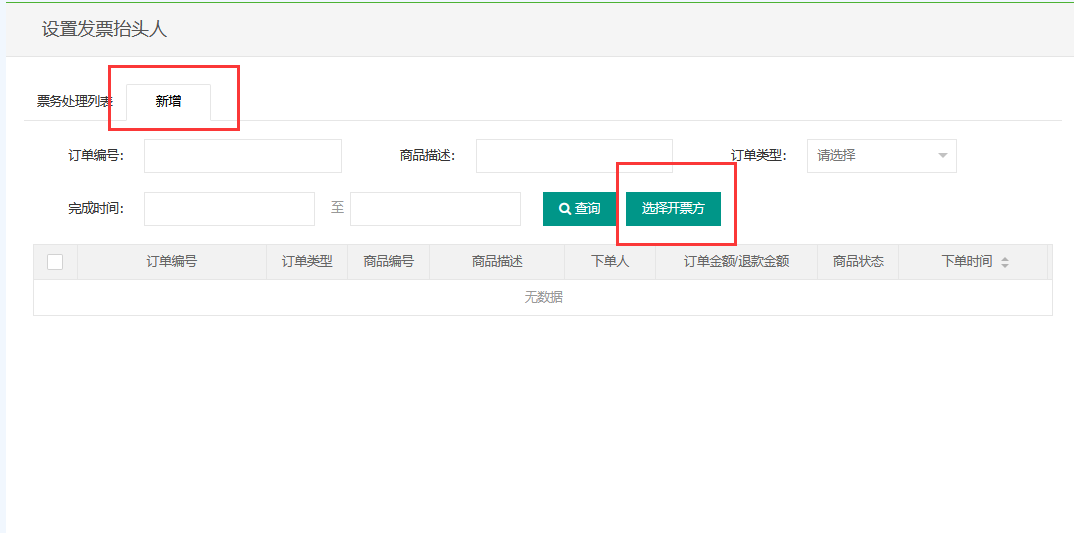 设置发票抬头人
票务处理列表 新增
订单编号： 商品描述： 订单类型： 请选择
完成时间： 至 查询 选择开票方
订单编号 订单类型 商品编号 商品描述 下单人 订单金额/退款金额 商品状态 下单时间
无数据